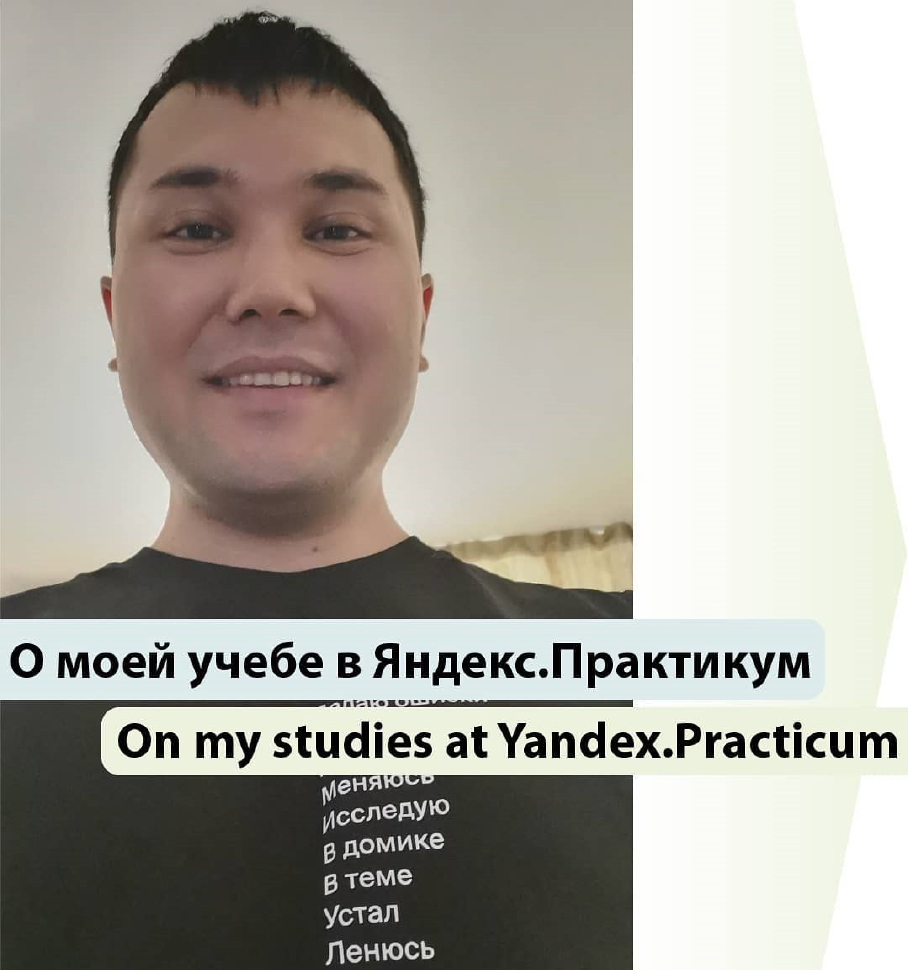 О моей учебе в Яндекс.Практикум
On my studies at Yandex.Practicum
Меняюсь
Исследую
В домике
В теме
Устал
Ленюсь